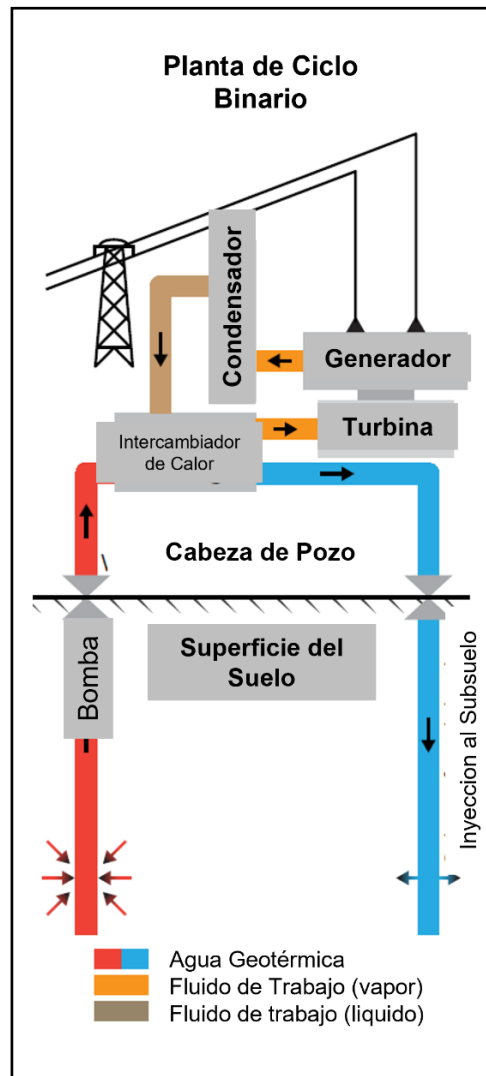 Planta de Ciclo
Binario
Condensador
Generador
Turbina
Intercambiador
de Calor
Cabeza de Pozo
Bomba
Superficie del
Suelo
Inyeccion al Subsuelo
Agua Geotérmica
Fluido de Trabajo (vapor)
Fluido de trabajo (liquido)